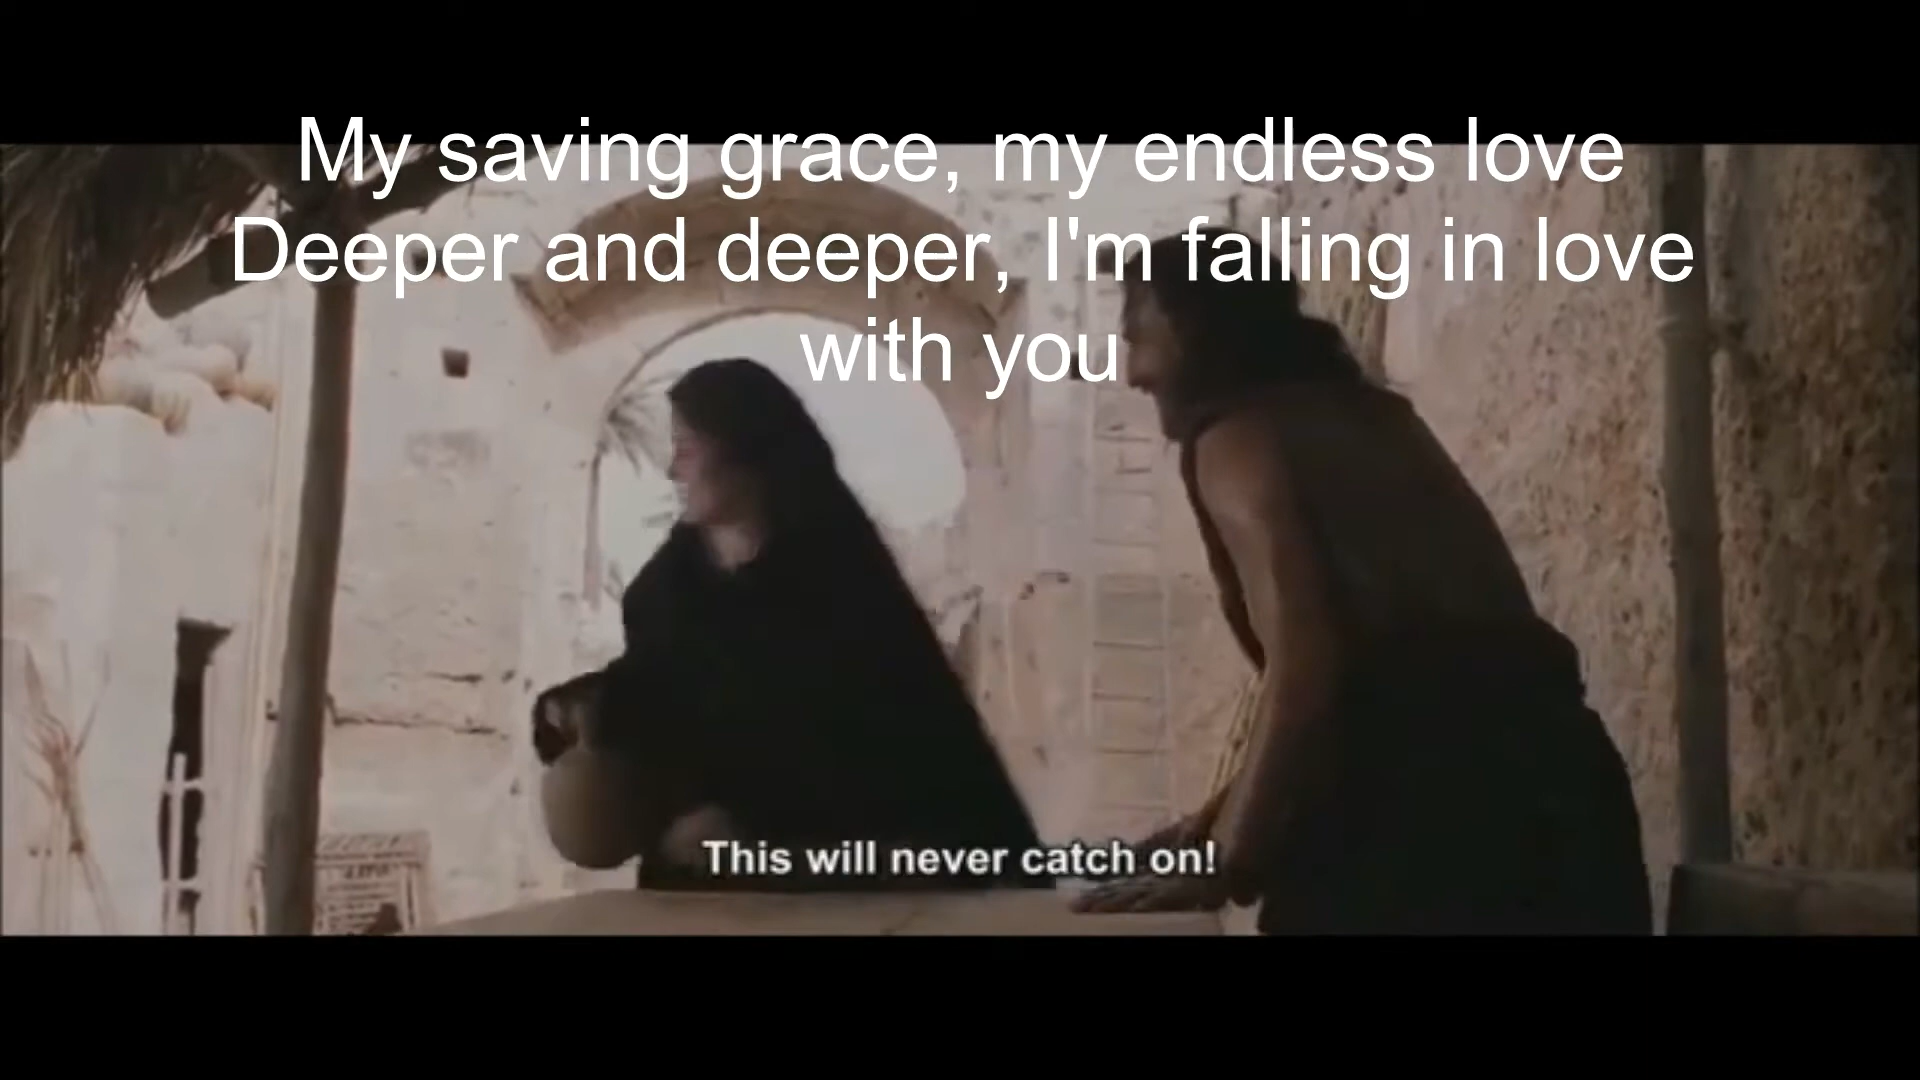 My saving grace, my endless love
Deeper and deeper, I'm falling in love
with you
This will never catch on!